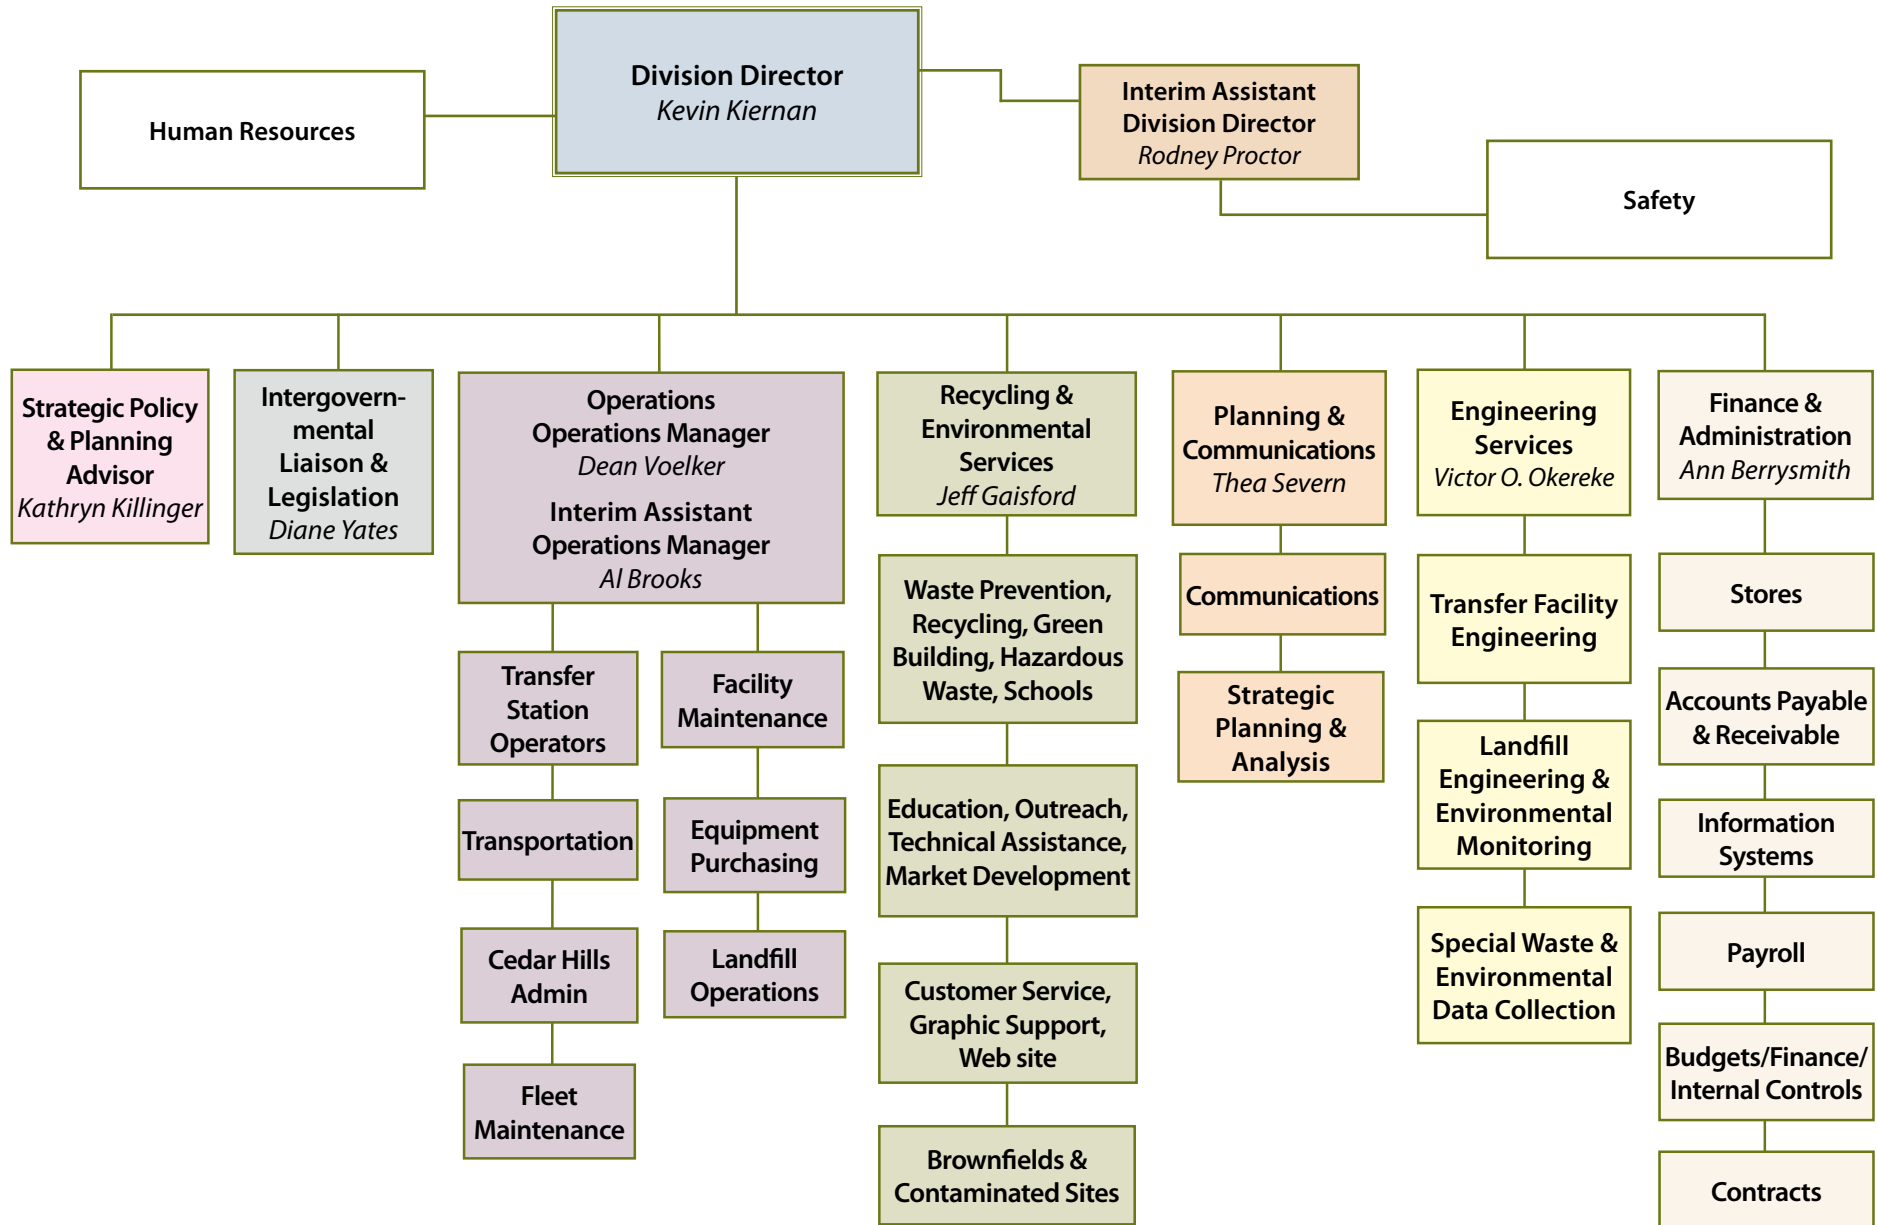 Division Director
Kevin Kiernan
Human Resources
Interim Assistant
Division Director
Rodney Proctor
Safety
Strategic Policy
& Planning
Advisor
Kathryn Killinger
Intergovern-
mental
Liaison &
Legislation
Diane Yates
Operations
Operations Manager
Dean Voelker
Interim Assistant
Operations Manager
Al Brooks
Transfer
Station
Operators
Transportation
Cedar Hills
Admin
Fleet
Maintenance
Facility
Maintenance
Equipment
Purchasing
Landfill
Operations
Recycling &
Environmental
Services
Jeff Gaisford
Waste Prevention,
Recycling, Green
Building, Hazardous
Waste, Schools
Education, Outreach,
Technical Assistance,
Market Development
Customer Service,
Graphic Support,
Web site
Brownfields &
Contaminated Sites
Planning &
Communications
Thea Severn
Communications
Strategic
Planning &
Analysis
Engineering
Services
Victor O. Okereke
Transfer Facility
Engineering
Landfill
Engineering &
Environmental
Monitoring
Special Waste &
Environmental
Data Collection
Finance &
Administration
Ann Berrysmith
Stores
Accounts Payable
& Receivable
Information
Systems
Payroll
Budgets/Finance/
Internal Controls
Contracts